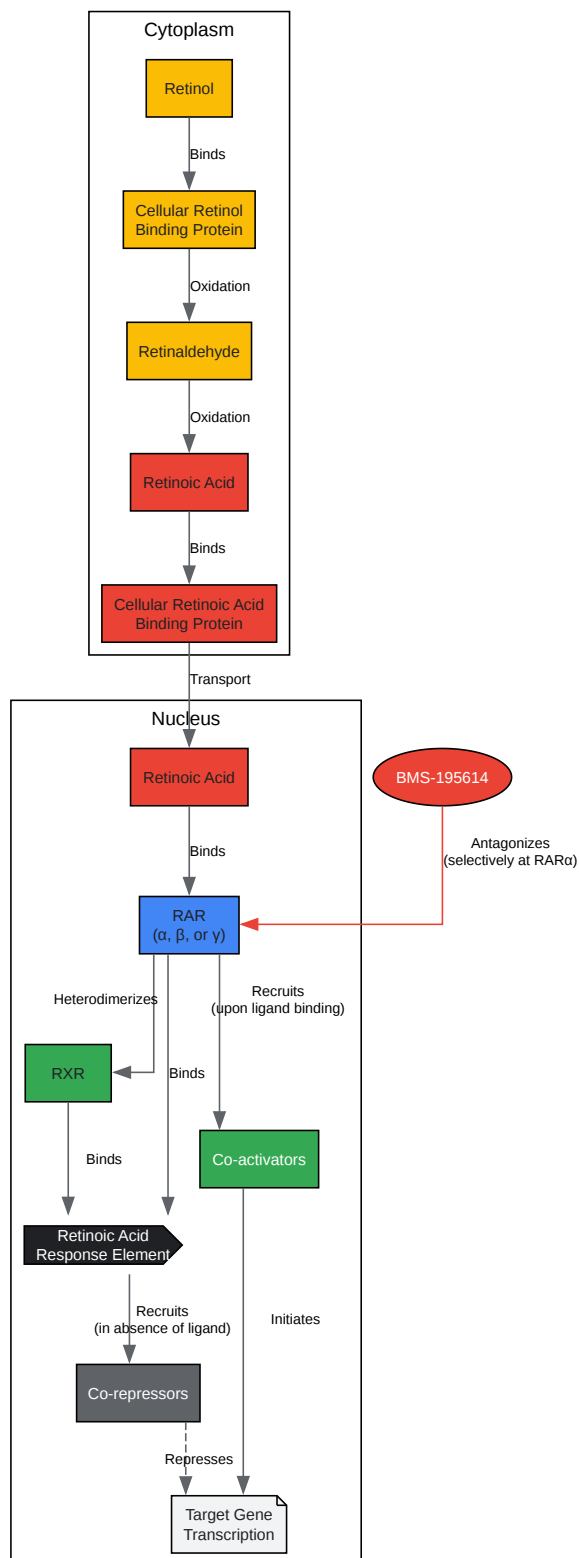 Cytoplasm
Retinol
Binds
Cellular Retinol
Binding Protein
Oxidation
Retinaldehyde
Oxidation
Retinoic Acid
Binds
Cellular Retinoic Acid
Binding Protein
Transport
Nucleus
Retinoic Acid
BMS-195614
Antagonizes
(selectively at RARα)
Binds
RAR
(α, β, or γ)
Heterodimerizes
Recruits
(upon ligand binding)
RXR
Binds
Binds
Co-activators
Retinoic Acid
Response Element
Recruits
(in absence of ligand)
Initiates
Co-repressors
Represses
Target Gene
Transcription